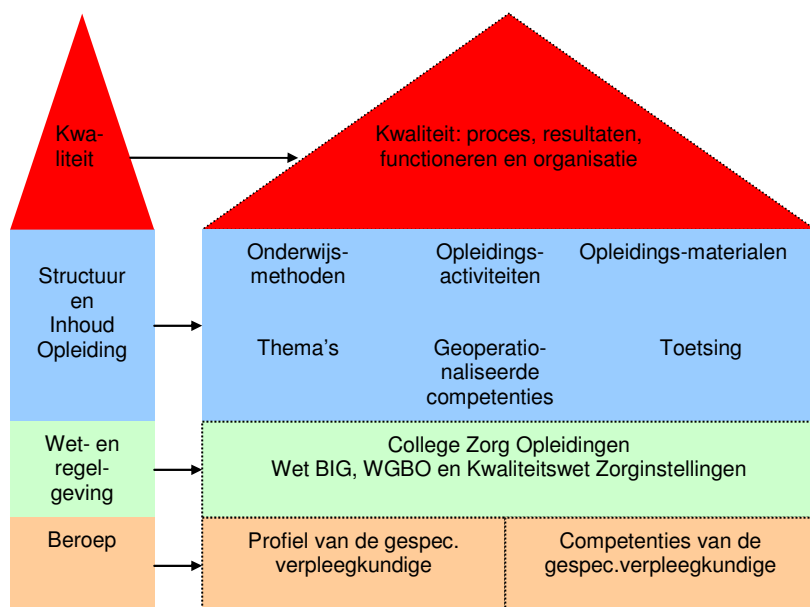 Kwa-
liteit
Kwaliteit: proces, resultaten,
functioneren en organisatie
Structuur
en
Inhoud
Opleiding
Onderwijs-
methoden
Opleidings-
activiteiten
Opleidings-materialen
Thema's
Geoperatio-
naliseerde
competenties
Toetsing
Wet- en
regel-
geving
College Zorg Opleidingen
Wet BIG, WGBO en Kwaliteitswet Zorginstellingen
Beroep
Profiel van de gespec.
verpleegkundige
Competenties van de
gespec.verpleegkundige